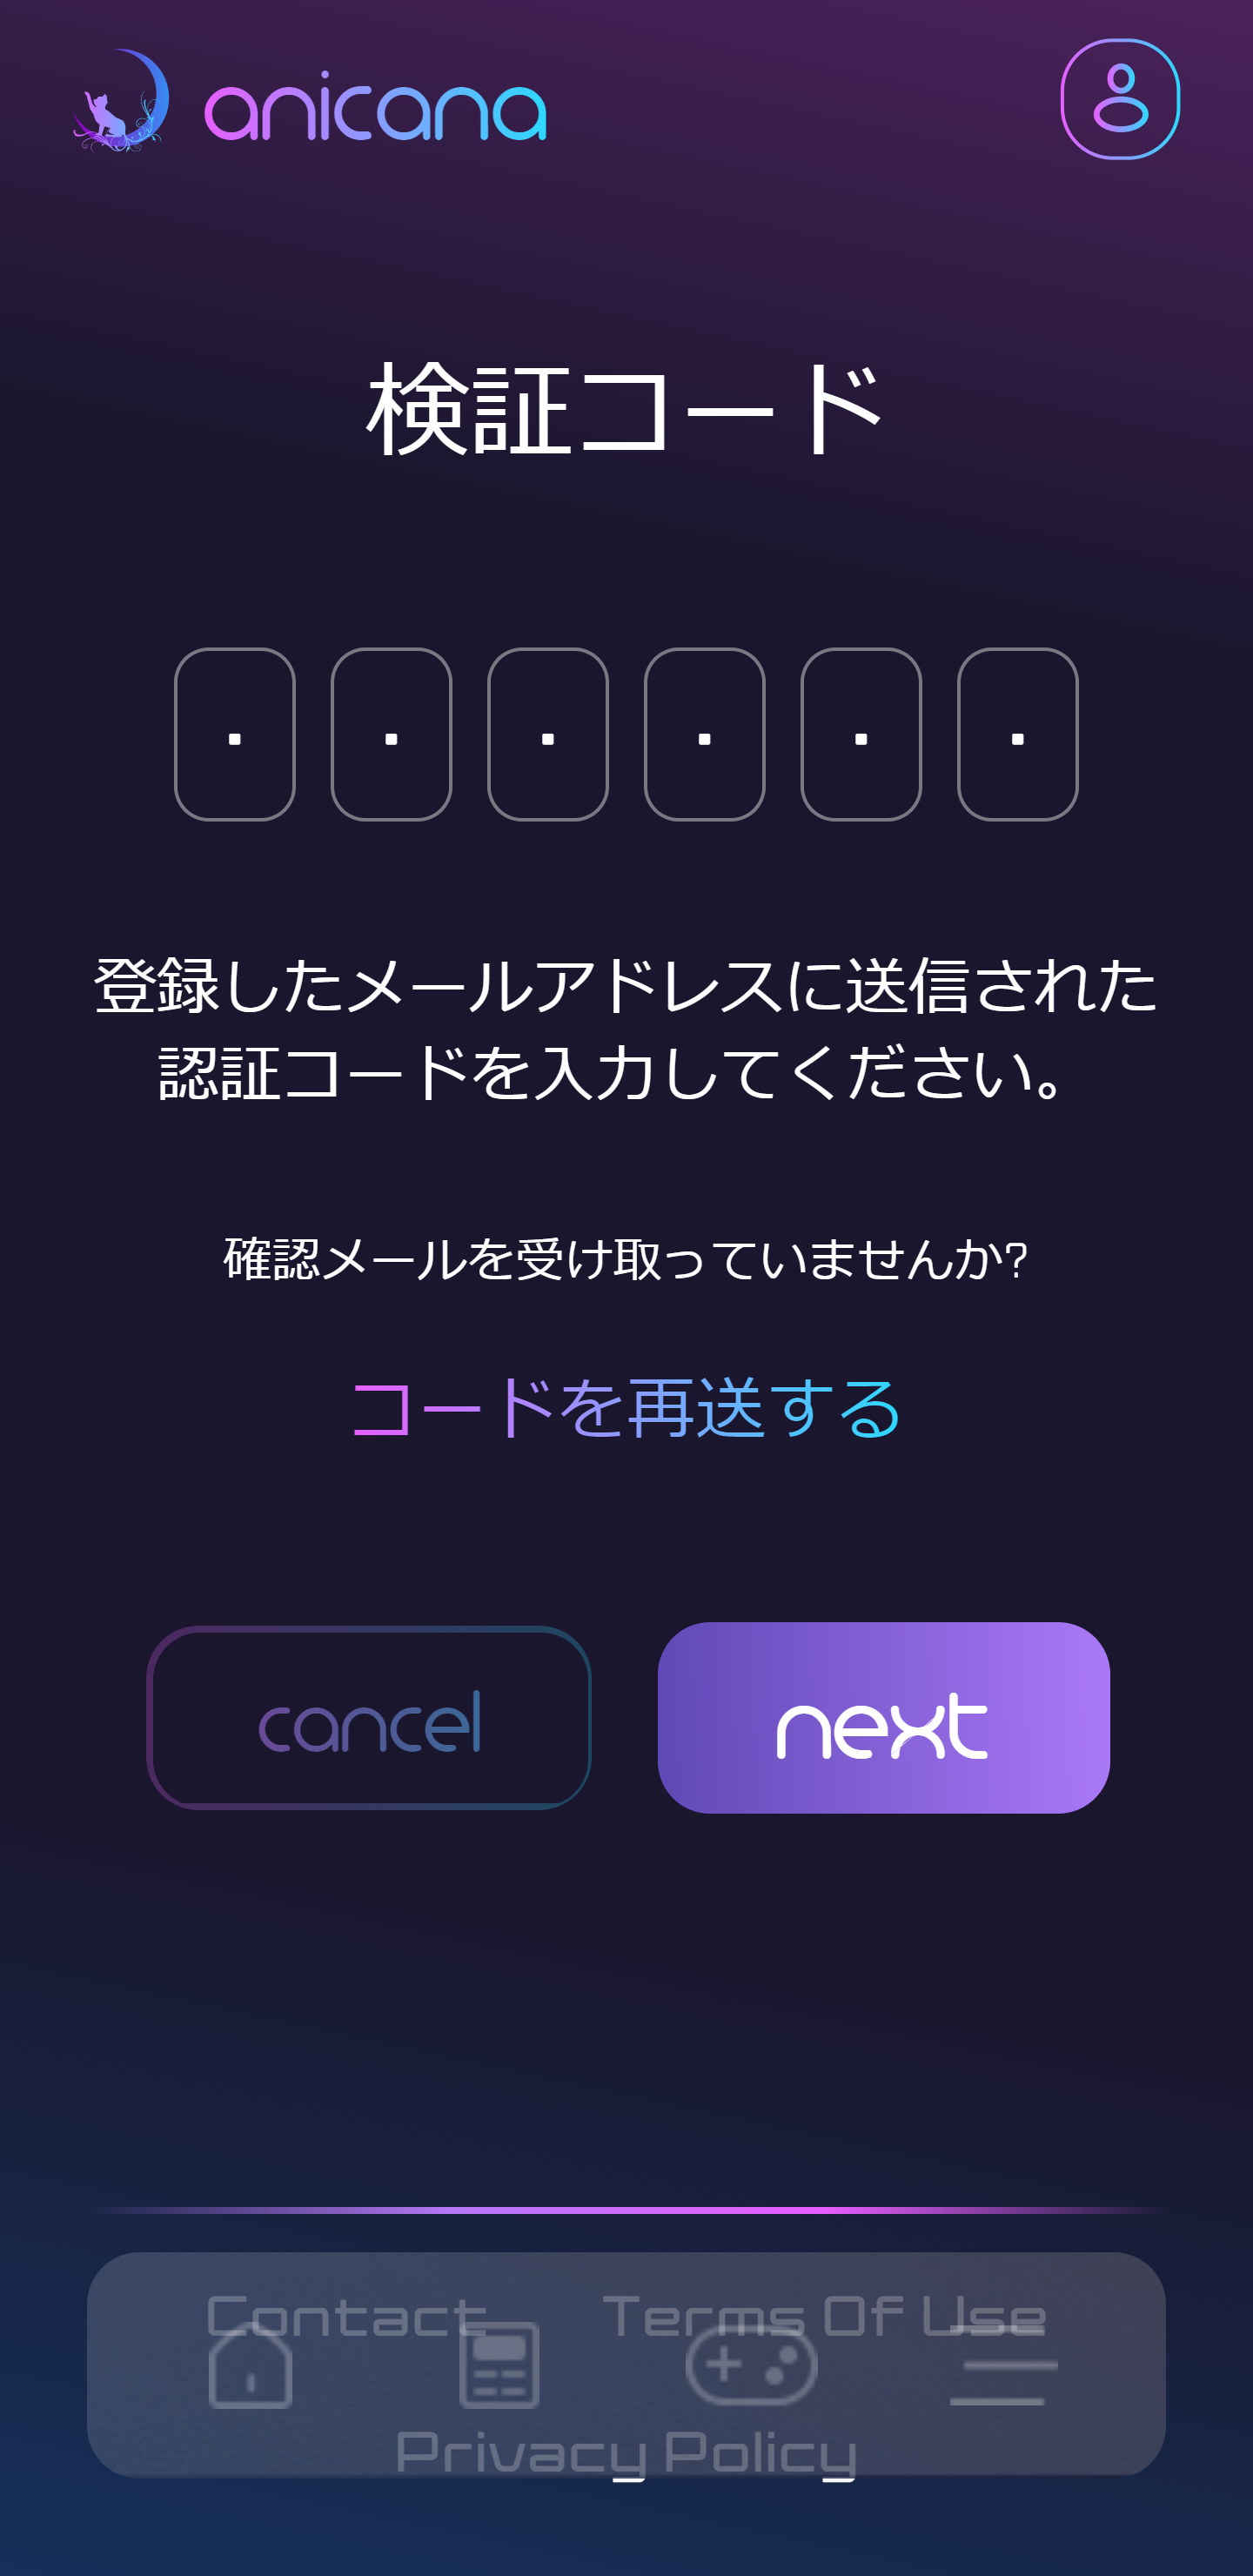 anicana
検証コード
· · · · · ·
登録したメールアドレスに送信された
認証コードを入力してください。
確認メールを受け取っていませんか?
コードを再送する
cancel
next
Contact
Terms Of Use
Privacy Policy